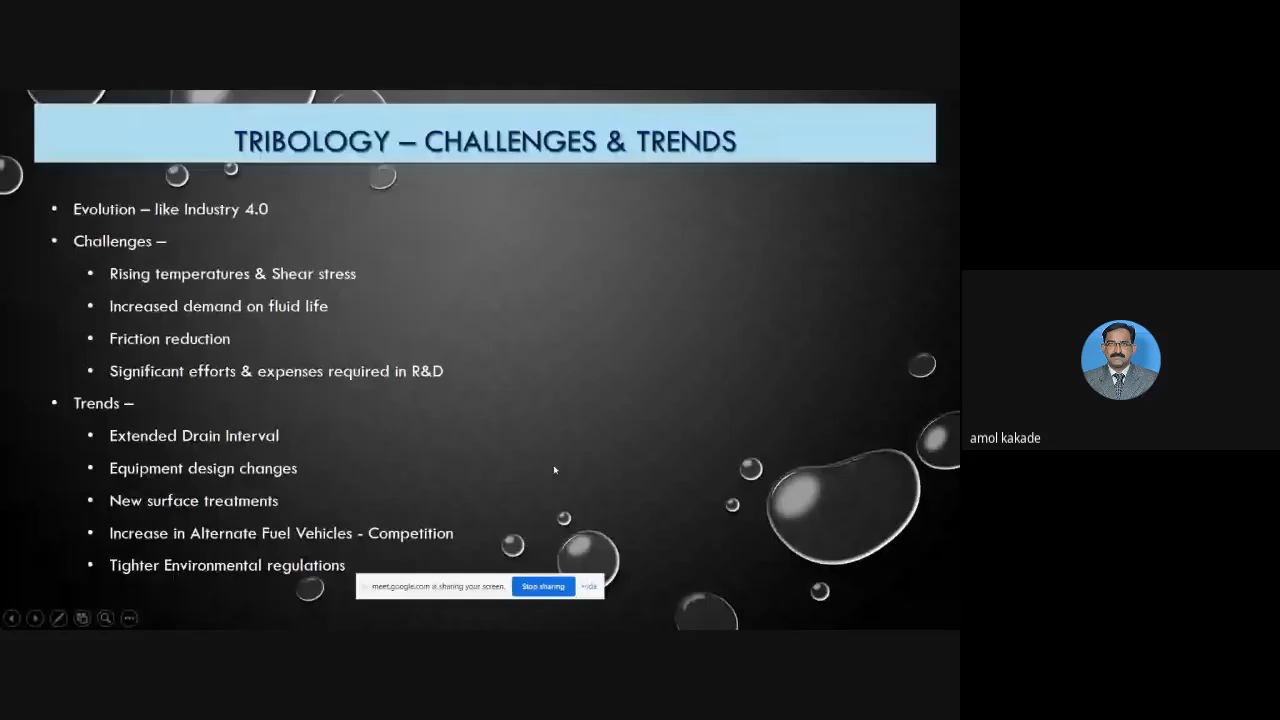 TRIBOLOGY – CHALLENGES & TRENDS
• Evolution – like Industry 4.0
• Challenges –
• Rising temperatures & Shear stress
• Increased demand on fluid life
• Friction reduction
• Significant efforts & expenses required in R&D
• Trends –
• Extended Drain Interval
• Equipment design changes
• New surface treatments
• Increase in Alternate Fuel Vehicles - Competition
• Tighter Environmental regulations
meet.google.com is sharing your screen. Stop sharing Hide
amol kakade